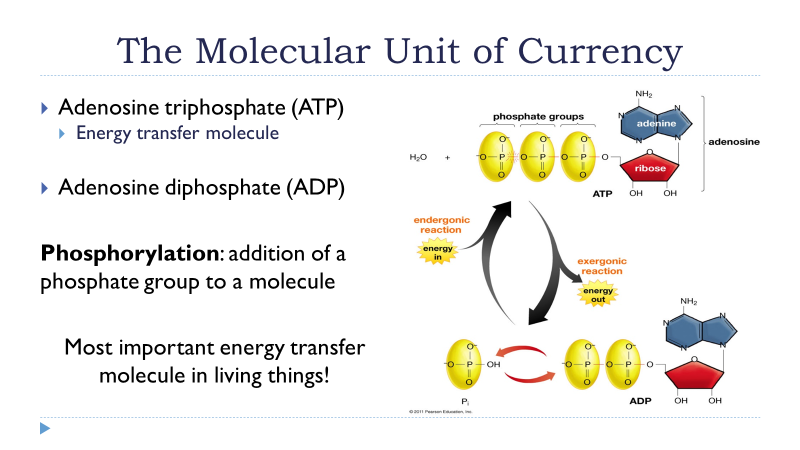 The Molecular Unit of Currency
Adenosine triphosphate (ATP)
Energy transfer molecule
Adenosine diphosphate (ADP)
Phosphorylation: addition of a
phosphate group to a molecule
Most important energy transfer
molecule in living things!
phosphate groups
NH₂
N
N
N
N
adenine
adenosine
H₂O +
O⁻ O⁻ O⁻
⁻O P O P O P O
O O O
O
ribose
ATP
OH OH
endergonic
reaction
energy
in
exergonic
reaction
energy
out
NH₂
N
N
N
N
O⁻
⁻O P OH
O
Pᵢ
O⁻ O⁻
⁻O P O P O
O O
O
ADP
OH OH
© 2011 Pearson Education, Inc.